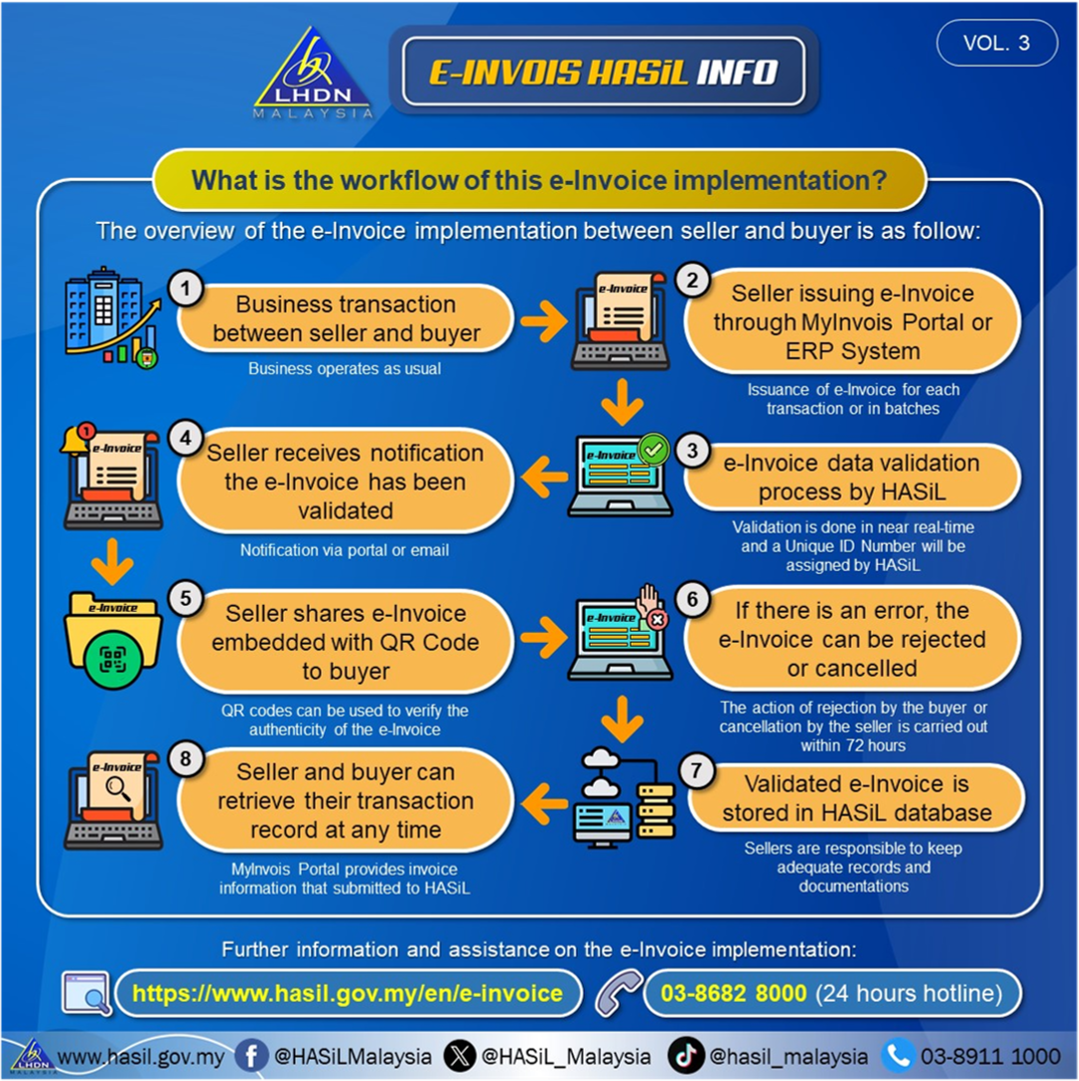 LHDN
MALAYSIA
E-INVOIS HASiL INFO
VOL. 3
What is the workflow of this e-Invoice implementation?
The overview of the e-Invoice implementation between seller and buyer is as follow:
1
Business transaction
between seller and buyer
Business operates as usual
e-Invoice
2
Seller issuing e-Invoice
through MyInvois Portal or
ERP System
Issuance of e-Invoice for each
transaction or in batches
e-Invoice
3
e-Invoice data validation
process by HASiL
Validation is done in near real-time
and a Unique ID Number will be
assigned by HASiL
1
e-Invoice
4
Seller receives notification
the e-Invoice has been
validated
Notification via portal or email
e-Invoice
5
Seller shares e-Invoice
embedded with QR Code
to buyer
QR codes can be used to verify the
authenticity of the e-Invoice
e-Invoice
6
If there is an error, the
e-Invoice can be rejected
or cancelled
The action of rejection by the buyer or
cancellation by the seller is carried out
within 72 hours
7
Validated e-Invoice is
stored in HASiL database
Sellers are responsible to keep
adequate records and
documentations
e-Invoice
8
Seller and buyer can
retrieve their transaction
record at any time
MyInvois Portal provides invoice
information that submitted to HASiL
Further information and assistance on the e-Invoice implementation:
https://www.hasil.gov.my/en/e-invoice
03-8682 8000 (24 hours hotline)
LHDN
MALAYSIA
www.hasil.gov.my
@HASiLMalaysia
@HASiL_Malaysia
@hasil_malaysia
03-8911 1000